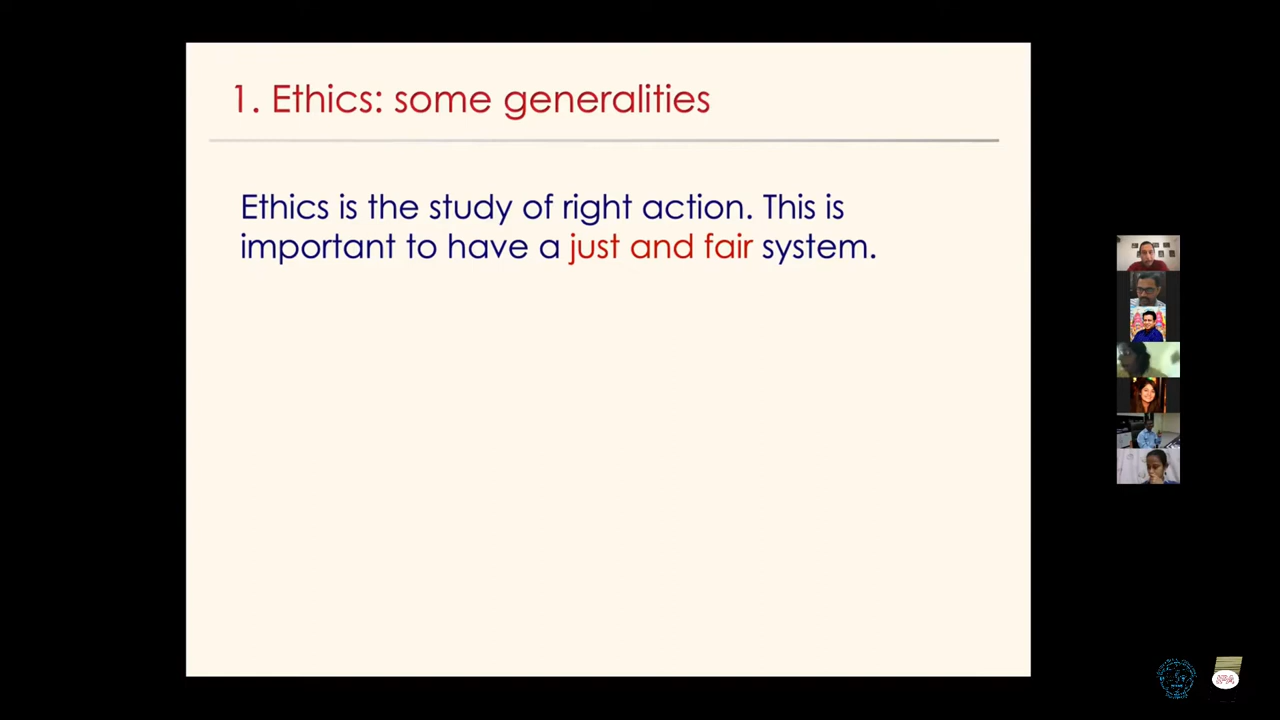 1. Ethics: some generalities
Ethics is the study of right action. This is
important to have a just and fair system.